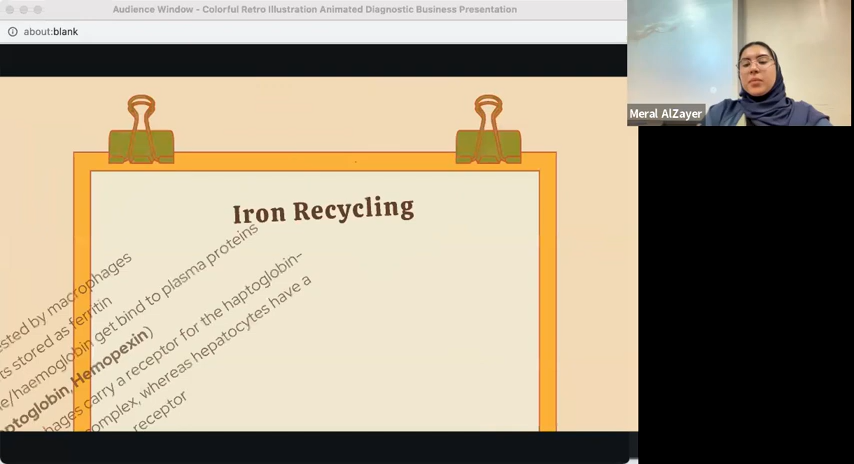 Audience Window - Colorful Retro Illustration Animated Diagnostic Business Presentation
about:blank
Meral AlZayer
Iron Recycling
ested by macrophages
ts stored as ferritin
e/haemoglobin get bind to plasma proteins
ptoglobin, Hemopexin)
hages carry a receptor for the haptoglobin-
omplex, whereas hepatocytes have a
receptor